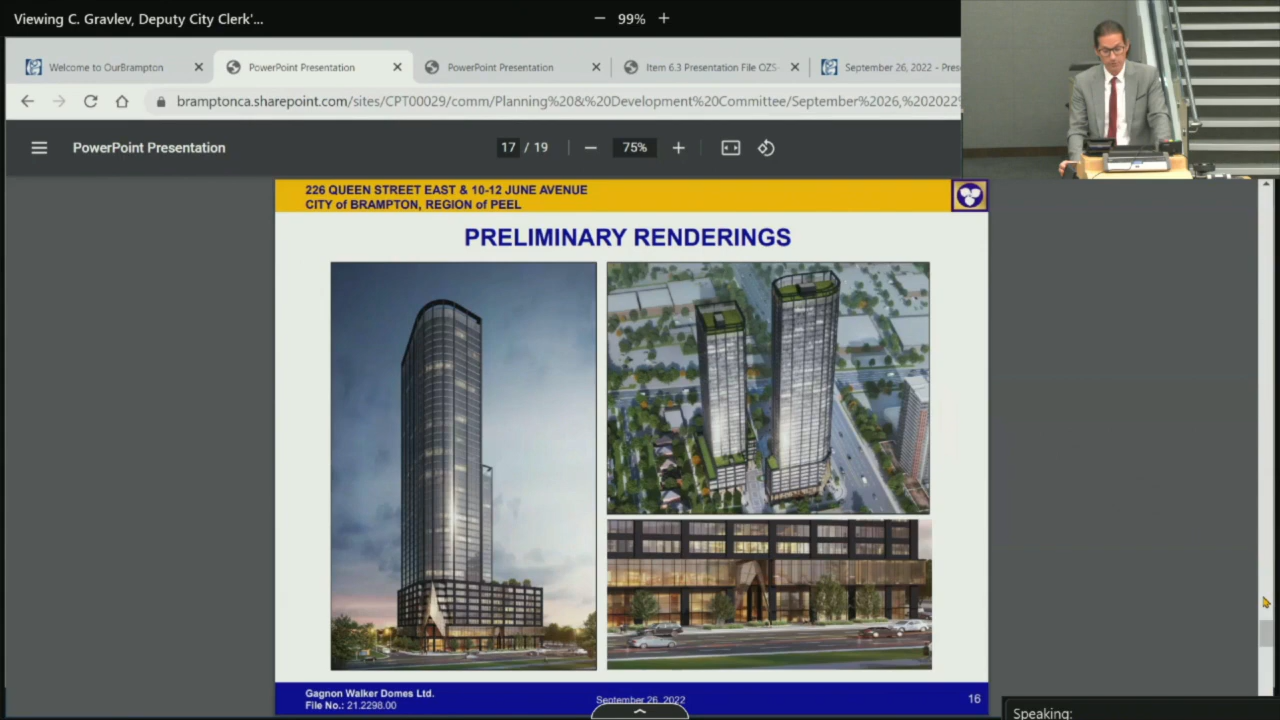 Viewing C. Gravlev, Deputy City Clerk'...
99%
Welcome to OurBrampton
PowerPoint Presentation
PowerPoint Presentation
Item 6.3 Presentation File OZS-
September 26, 2022 - Pres
bramptonca.sharepoint.com/sites/CPT00029/comm/Planning%20&%20Development%20Committee/September%2026,%202022%
PowerPoint Presentation
17 / 19
75%
226 QUEEN STREET EAST & 10-12 JUNE AVENUE
CITY of BRAMPTON, REGION of PEEL
PRELIMINARY RENDERINGS
Gagnon Walker Domes Ltd.
File No.: 21.2298.00
September 26, 2022
16
Speaking: